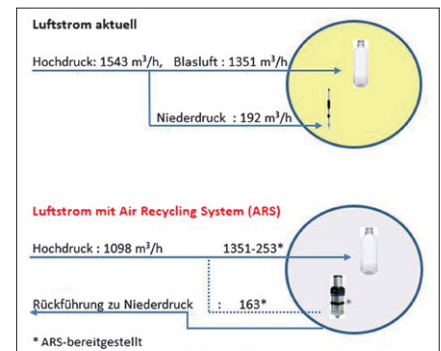 Luftstrom aktuell
Hochdruck: 1543 m³/h, Blasluft : 1351 m³/h
Niederdruck : 192 m³/h
Luftstrom mit Air Recycling System (ARS)
Hochdruck : 1098 m³/h 1351-253*
Rückführung zu Niederdruck : 163* *
* ARS-bereitgestellt